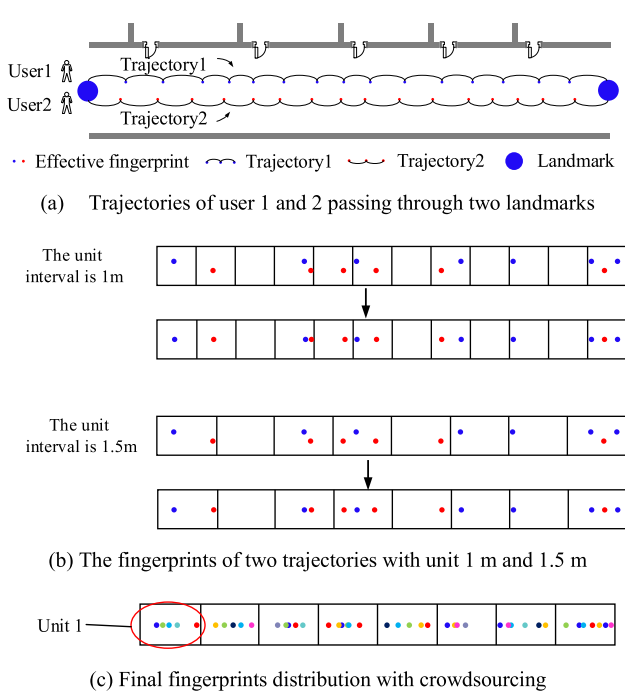 Trajectory1
User1
User2
Trajectory2
Effective fingerprint Trajectory1 Trajectory2 Landmark
(a) Trajectories of user 1 and 2 passing through two landmarks
The unit
interval is 1m
The unit
interval is 1.5m
(b) The fingerprints of two trajectories with unit 1 m and 1.5 m
Unit 1
(c) Final fingerprints distribution with crowdsourcing